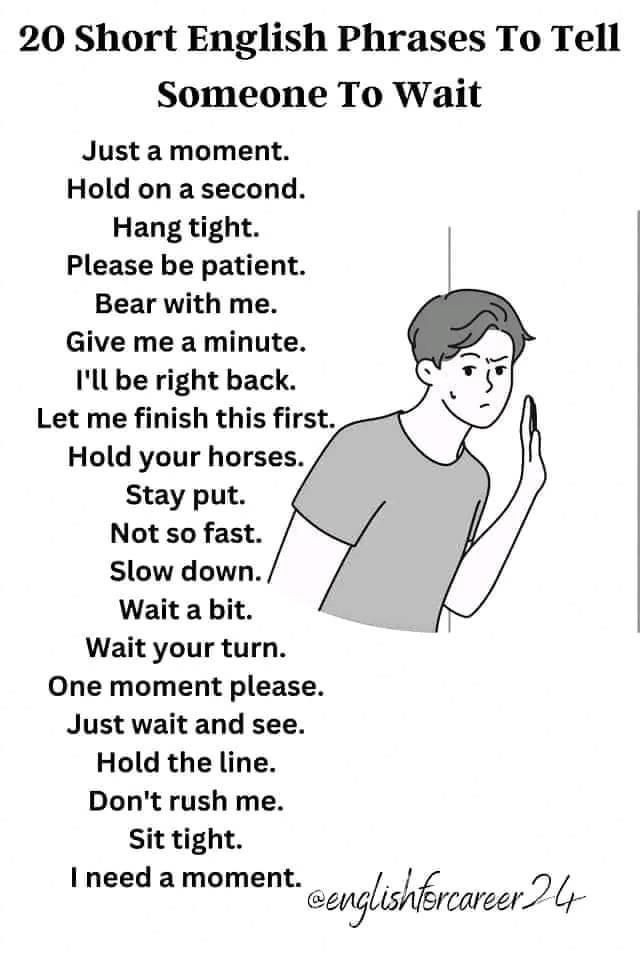 20 Short English Phrases To Tell
Someone To Wait
Just a moment.
Hold on a second.
Hang tight.
Please be patient.
Bear with me.
Give me a minute.
I'll be right back.
Let me finish this first.
Hold your horses.
Stay put.
Not so fast.
Slow down.
Wait a bit.
Wait your turn.
One moment please.
Just wait and see.
Hold the line.
Don't rush me.
Sit tight.
I need a moment.
@englishforcareer24